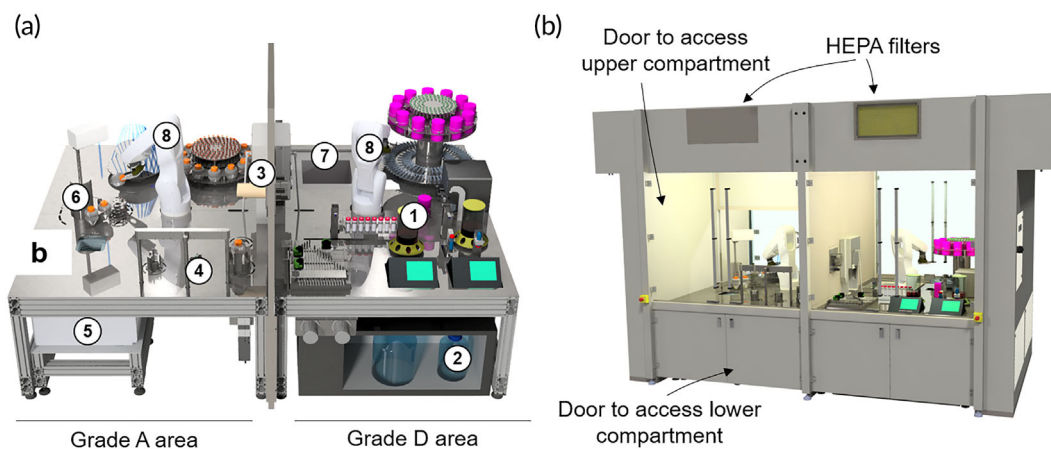 (a)
(b)
Door to access
upper compartment
HEPA filters
8
3
7
8
6
1
b
4
5
2
Grade A area
Grade D area
Door to access lower
compartment